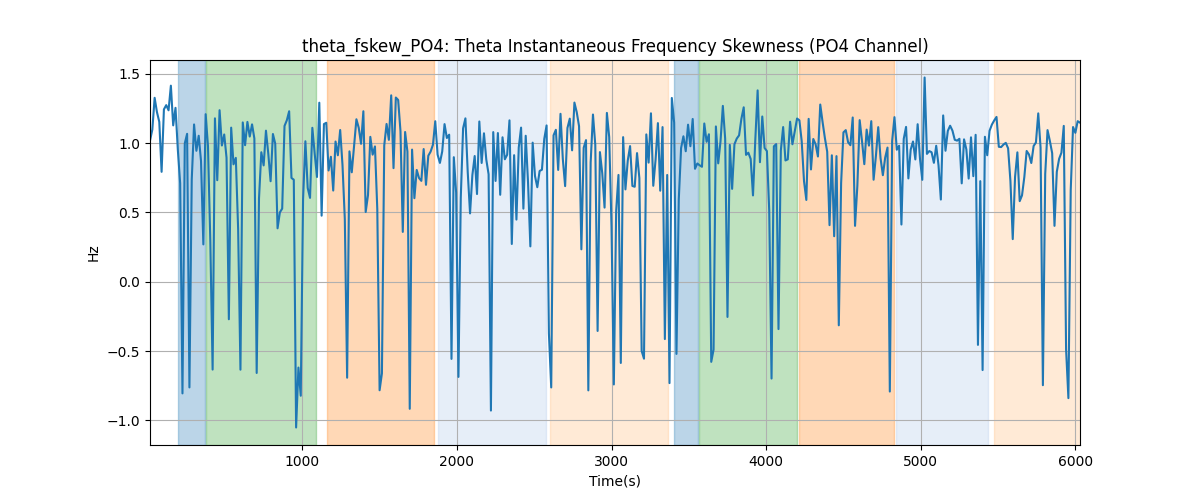 theta_fskew_PO4: Theta Instantaneous Frequency Skewness (PO4 Channel)
1.5
1.0
0.5
0.0
−0.5
−1.0
Hz
1000 2000 3000 4000 5000 6000
Time(s)